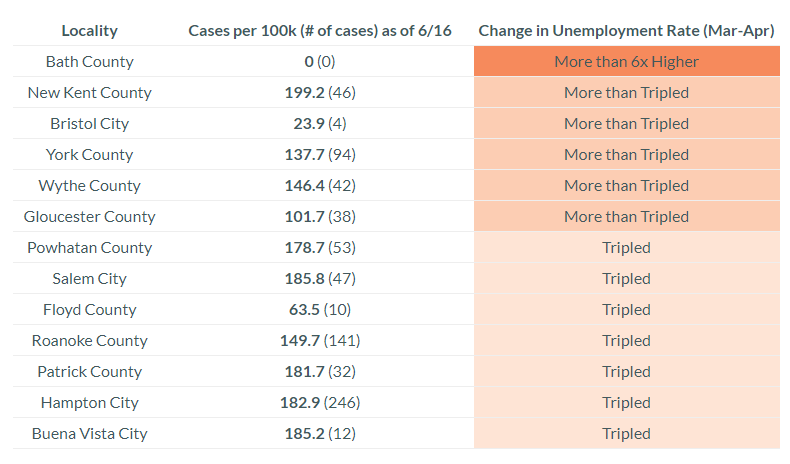 Locality Cases per 100k (# of cases) as of 6/16 Change in Unemployment Rate (Mar-Apr)
Bath County 0 (0) More than 6x Higher
New Kent County 199.2 (46) More than Tripled
Bristol City 23.9 (4) More than Tripled
York County 137.7 (94) More than Tripled
Wythe County 146.4 (42) More than Tripled
Gloucester County 101.7 (38) More than Tripled
Powhatan County 178.7 (53) Tripled
Salem City 185.8 (47) Tripled
Floyd County 63.5 (10) Tripled
Roanoke County 149.7 (141) Tripled
Patrick County 181.7 (32) Tripled
Hampton City 182.9 (246) Tripled
Buena Vista City 185.2 (12) Tripled